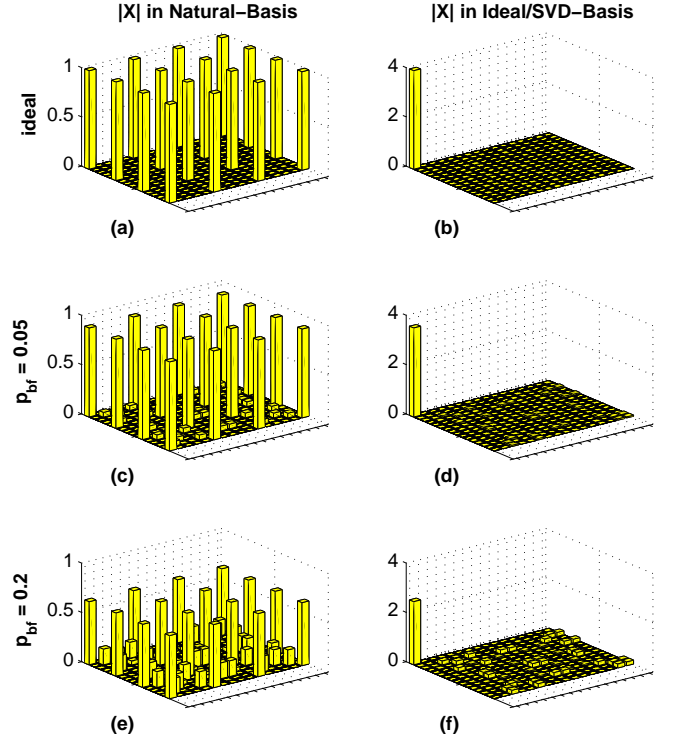 |X| in Natural−Basis
|X| in Ideal/SVD−Basis
ideal
1
0.5
0
4
2
0
(a)
(b)
p_bf = 0.05
1
0.5
0
4
2
0
(c)
(d)
p_bf = 0.2
1
0.5
0
4
2
0
(e)
(f)